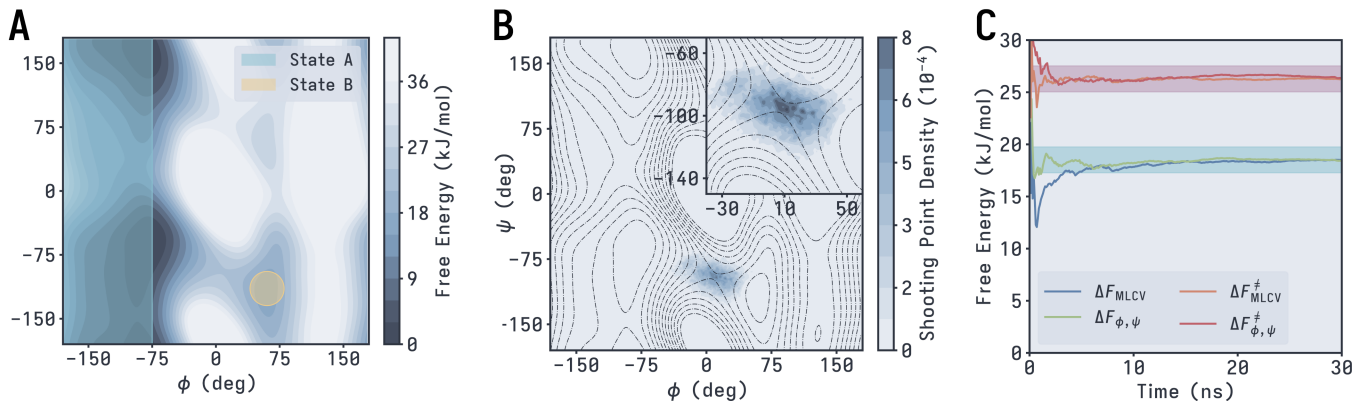 A
150
75
0
−75
−150
−150 −75 0 75 150
ϕ (deg)
State A
State B
36
27
18
9
0
Free Energy (kJ/mol)
B
150
75
0
−75
-150
−150 −75 0 75 150
ϕ (deg)
ψ (deg)
−60
−100
−140
−30 10 50
8
6
5
3
2
0
Shooting Point Density (10⁻⁴)
C
30
25
20
15
10
5
0
0 10 20 30
Time (ns)
Free Energy (kJ/mol)
ΔF_MLCV
ΔF_ϕ,ψ
ΔF^≠_MLCV
ΔF^≠_ϕ,ψ